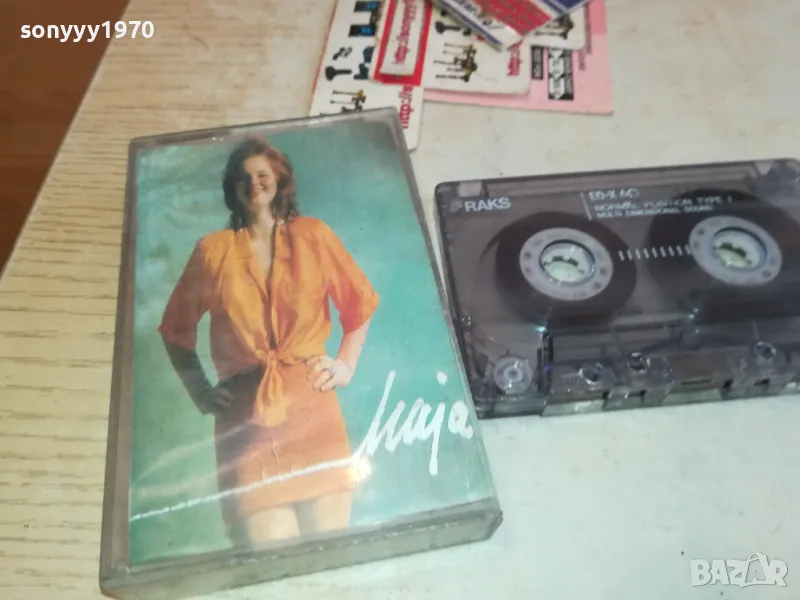 sonyyy1970
Maja
RAKS
ED-X 60
NORMAL POSITION TYPE I
MULTI DIMENSIONAL SOUND
BAZAR